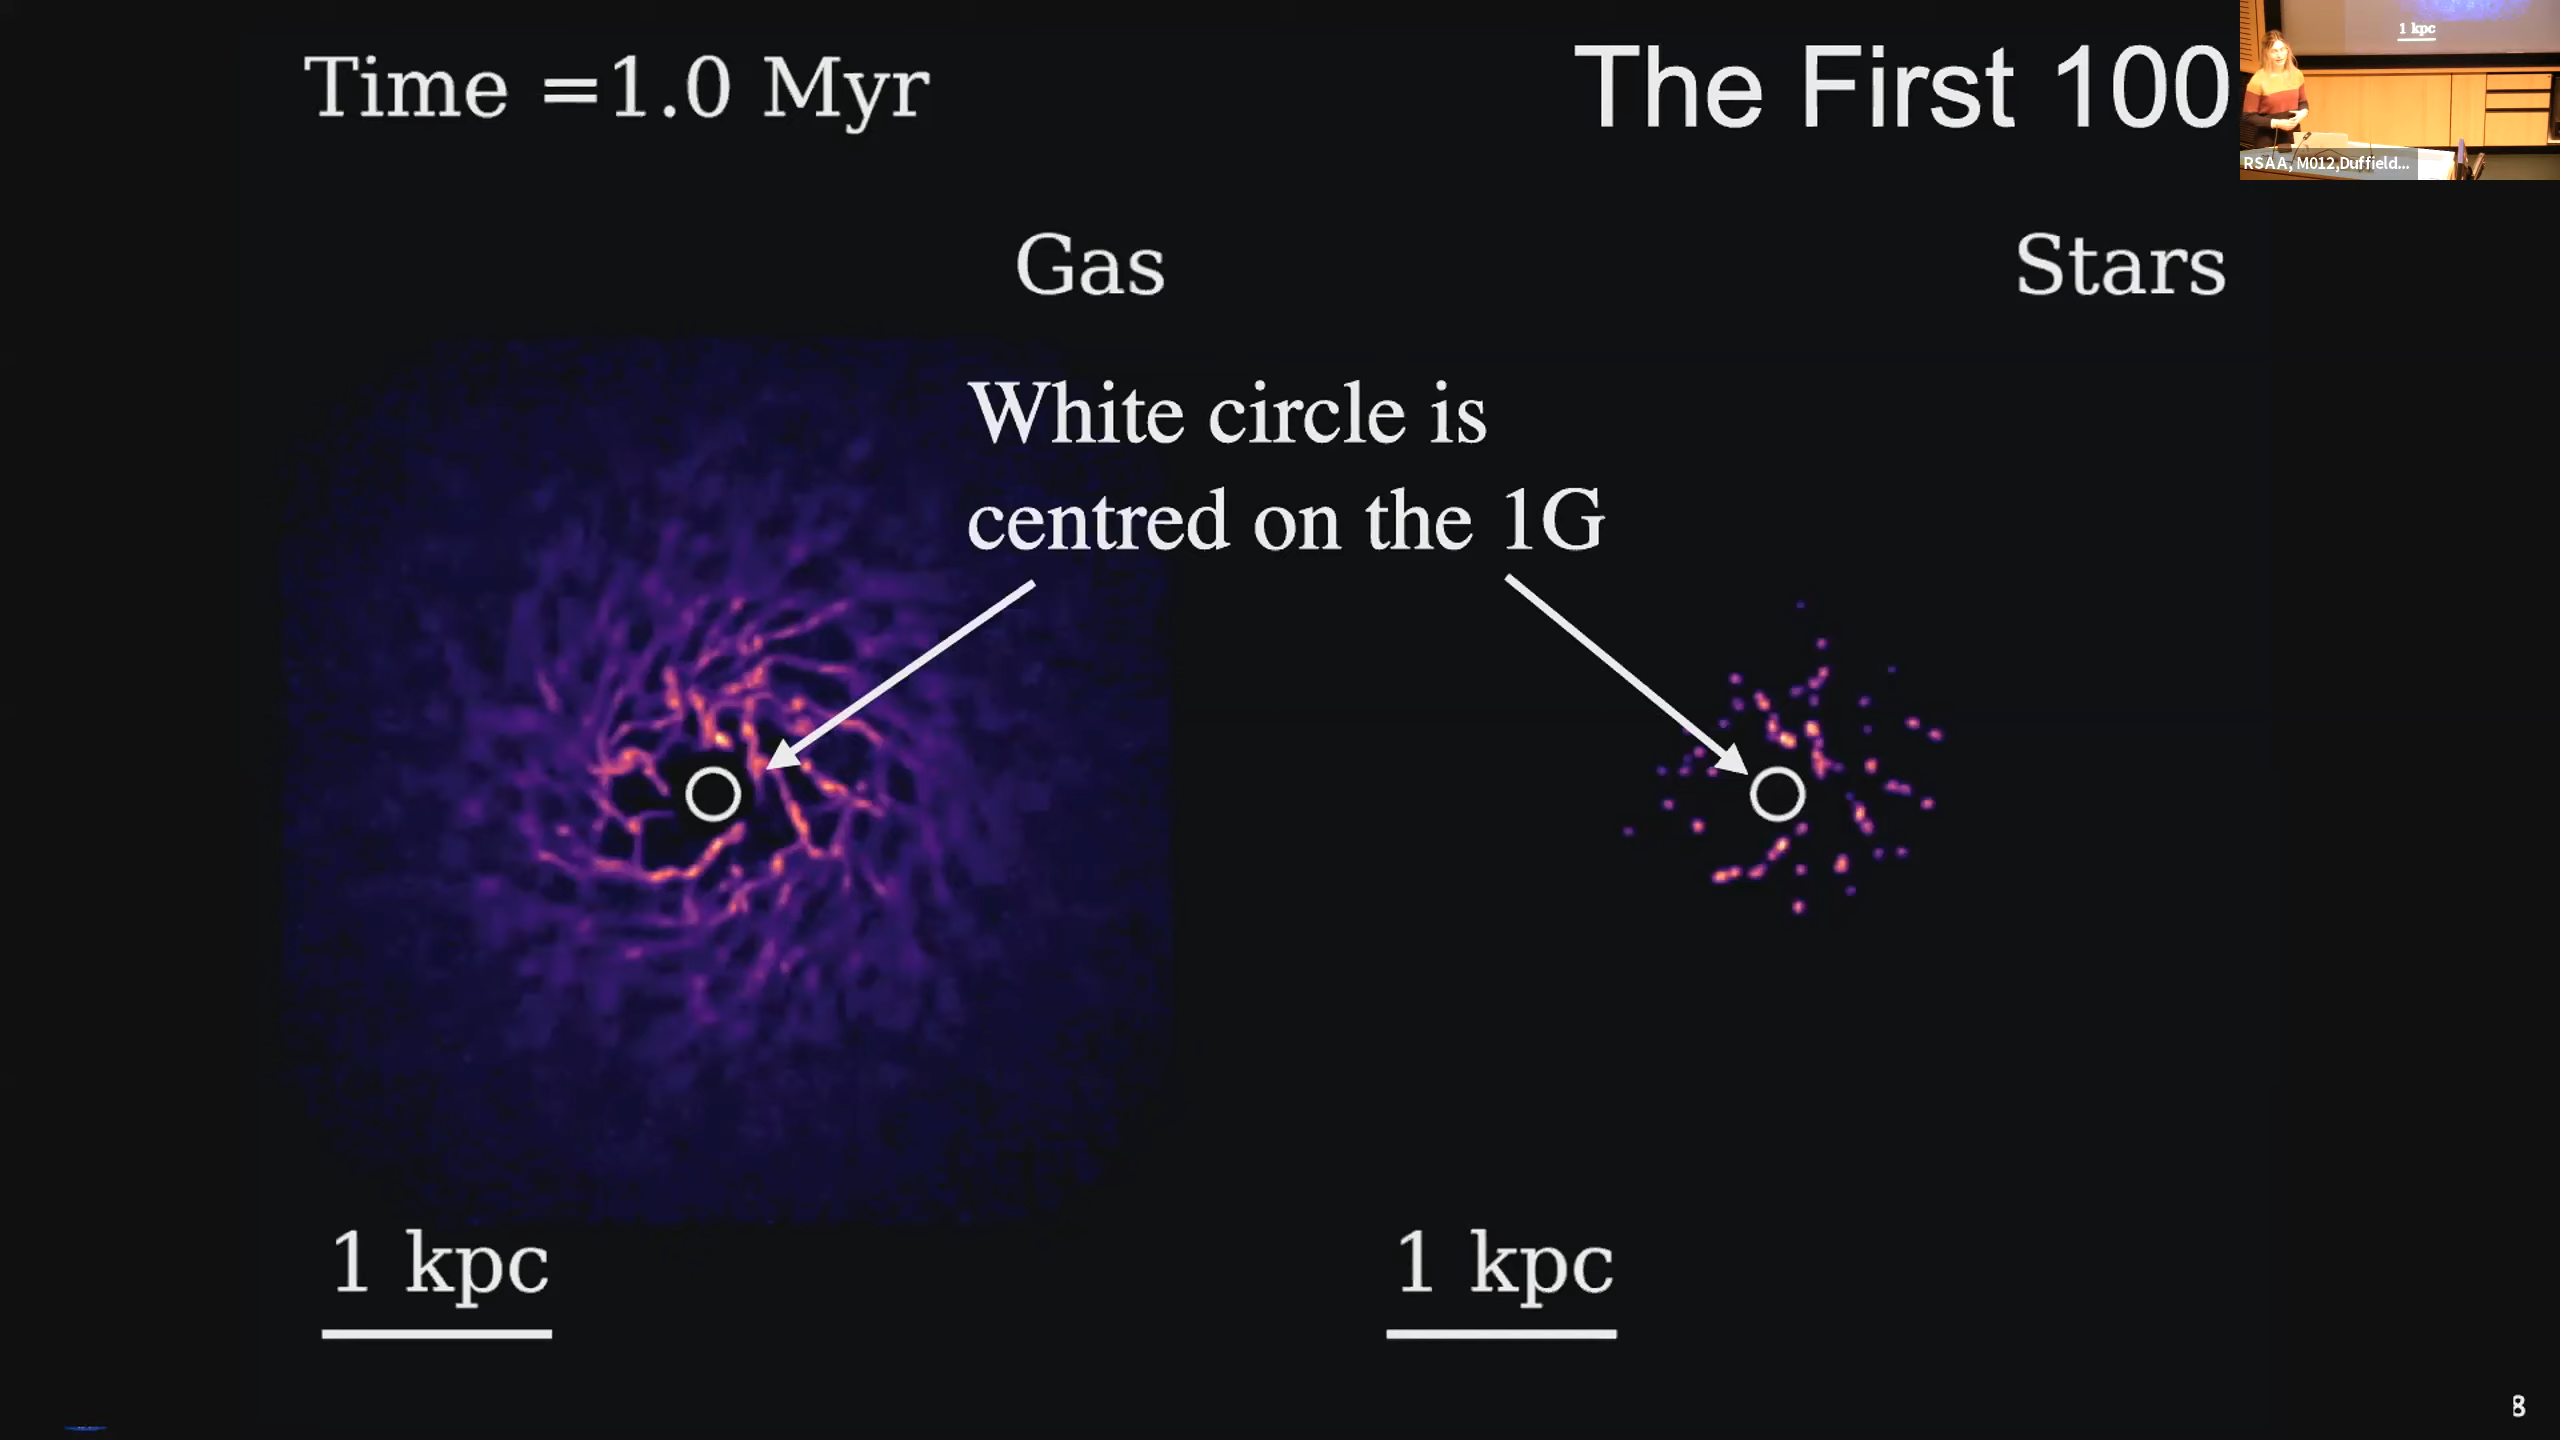 Time =1.0 Myr
The First 100
1 kpc
RSAA, M012,Duffield...
Gas
Stars
White circle is
centred on the 1G
1 kpc
1 kpc
8